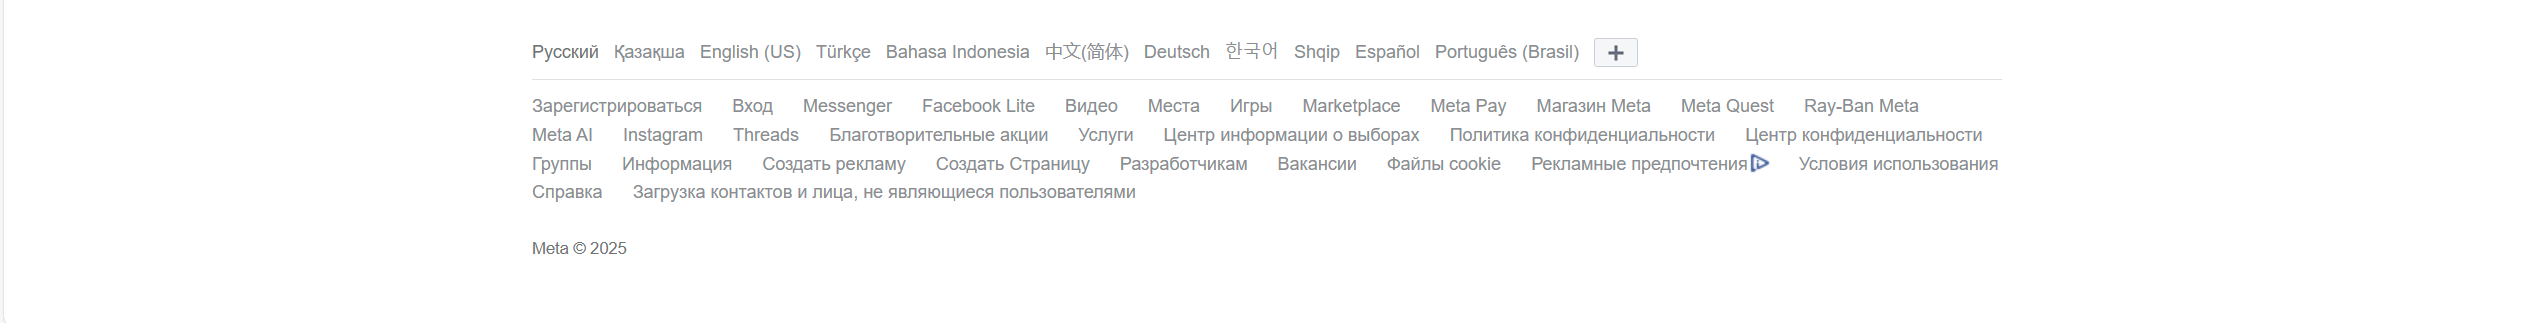 Русский Қазақша English (US) Türkçe Bahasa Indonesia 中文(简体) Deutsch 한국어 Shqip Español Português (Brasil)
Зарегистрироваться Вход Messenger Facebook Lite Видео Места Игры Marketplace Meta Pay Магазин Meta Meta Quest Ray-Ban Meta
Meta AI Instagram Threads Благотворительные акции Услуги Центр информации о выборах Политика конфиденциальности Центр конфиденциальности
Группы Информация Создать рекламу Создать Страницу Разработчикам Вакансии Файлы cookie Рекламные предпочтения Условия использования
Справка Загрузка контактов и лица, не являющиеся пользователями
Meta © 2025